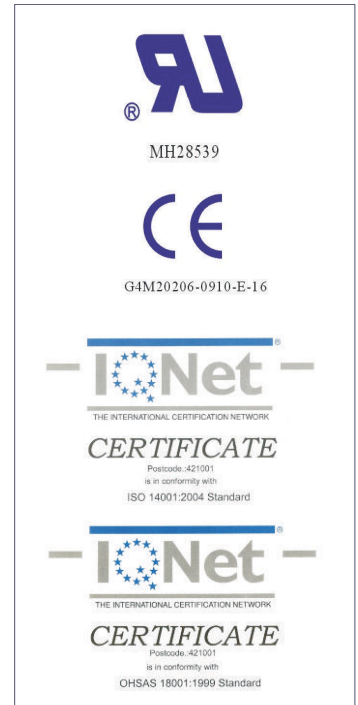 ®
MH28539
CE
G4M20206-0910-E-16
IQNet®
THE INTERNATIONAL CERTIFICATION NETWORK
CERTIFICATE
Postcode.:421001
is in conformity with
ISO 14001:2004 Standard
IQNet®
THE INTERNATIONAL CERTIFICATION NETWORK
CERTIFICATE
Postcode.:421001
is in conformity with
OHSAS 18001:1999 Standard